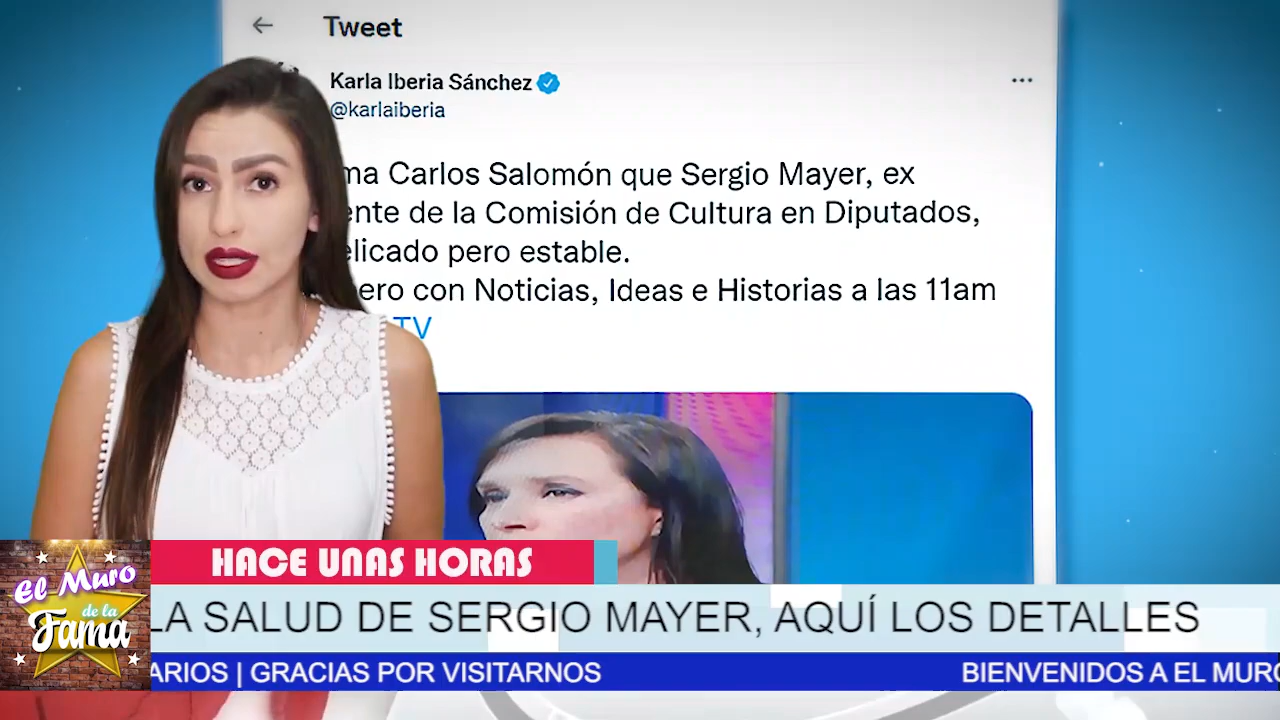 Tweet
Karla Iberia Sánchez
@karlaiberia
ma Carlos Salomón que Sergio Mayer, ex
ente de la Comisión de Cultura en Diputados,
elicado pero estable.
ero con Noticias, Ideas e Historias a las 11am
TV
HACE UNAS HORAS
El Muro
de la
Fama
LA SALUD DE SERGIO MAYER, AQUÍ LOS DETALLES
ARIOS | GRACIAS POR VISITARNOS
BIENVENIDOS A EL MURO